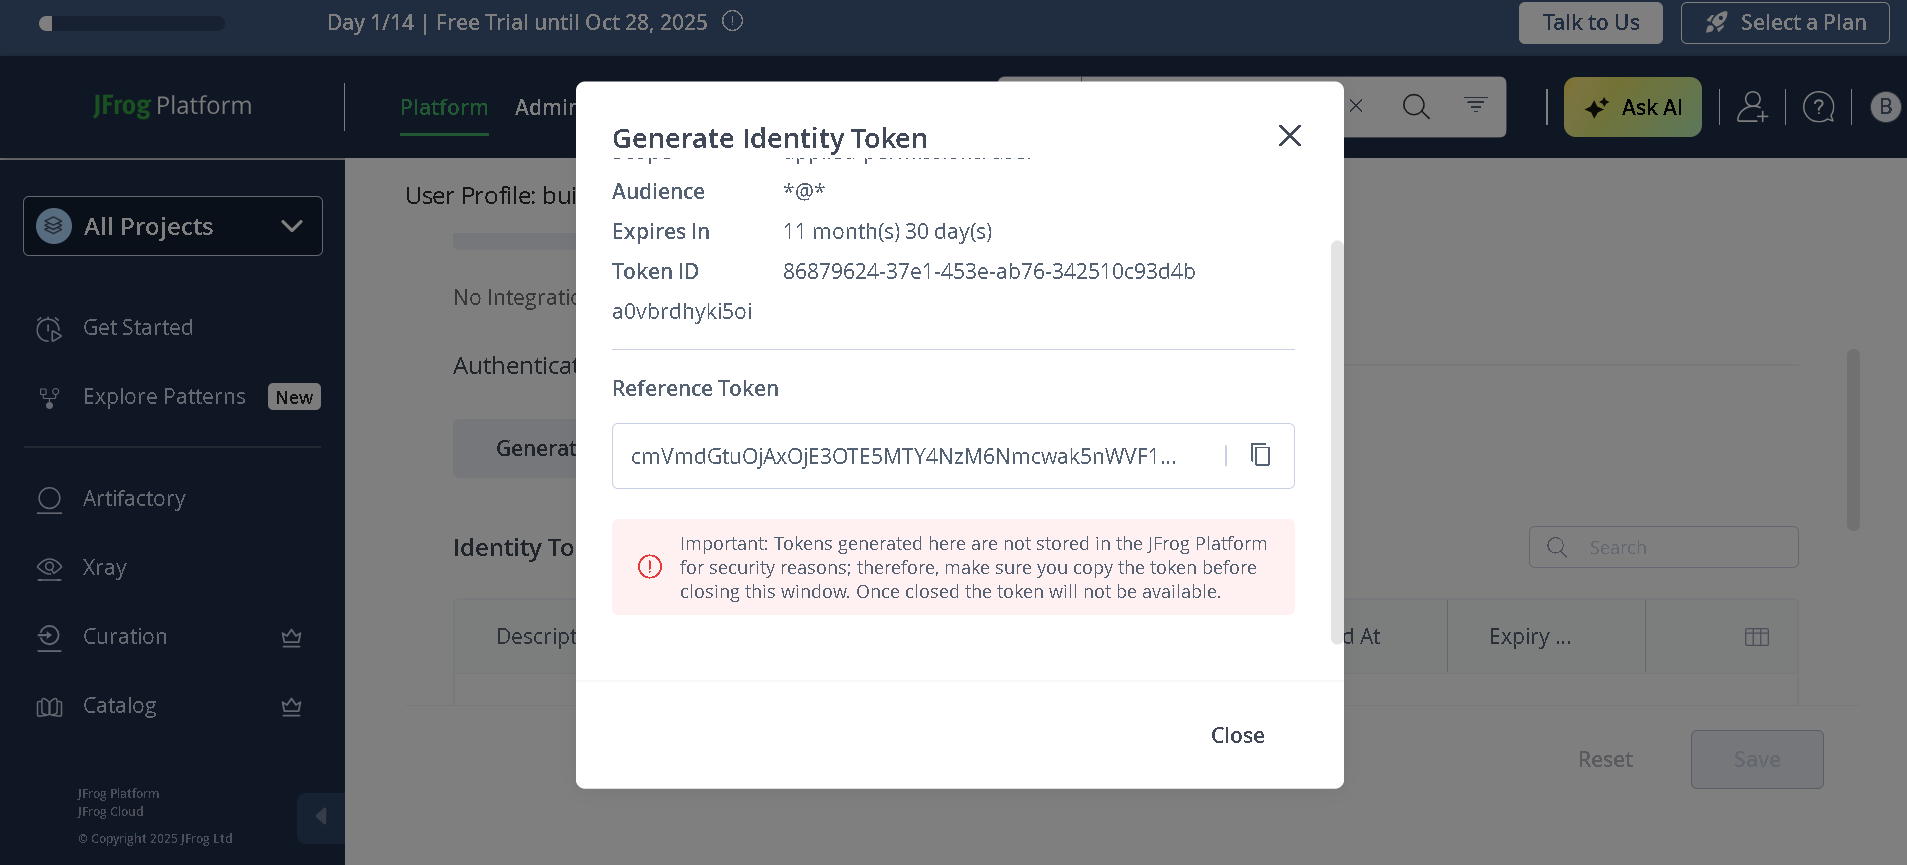 Day 1/14 | Free Trial until Oct 28, 2025
Talk to Us
Select a Plan
JFrog Platform
Platform
Admin
Ask AI
B
All Projects
Get Started
Explore Patterns
New
Artifactory
Xray
Curation
Catalog
JFrog Platform
JFrog Cloud
© Copyright 2025 JFrog Ltd
User Profile: bui
No Integratio
Authenticat
Generat
Identity To
Search
Descript
d At
Expiry ...
Reset
Save
Generate Identity Token
Audience *@*
Expires In 11 month(s) 30 day(s)
Token ID 86879624-37e1-453e-ab76-342510c93d4b
a0vbrdhyki5oi
Reference Token
cmVmdGtuOjAxOjE3OTE5MTY4NzM6Nmcwak5nWVF1...
Important: Tokens generated here are not stored in the JFrog Platform
for security reasons; therefore, make sure you copy the token before
closing this window. Once closed the token will not be available.
Close